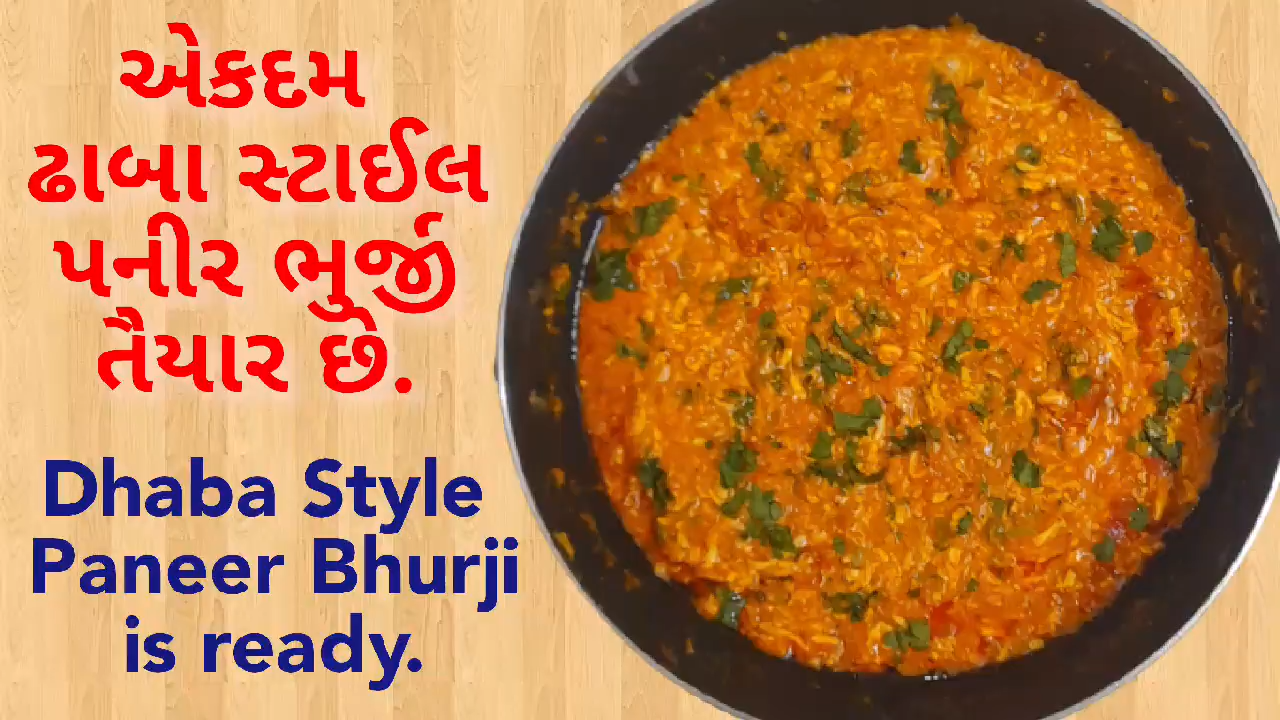 એકદમ
ઢાબા સ્ટાઈલ
પનીર ભુર્જી
તૈયાર છે.
Dhaba Style
Paneer Bhurji
is ready.